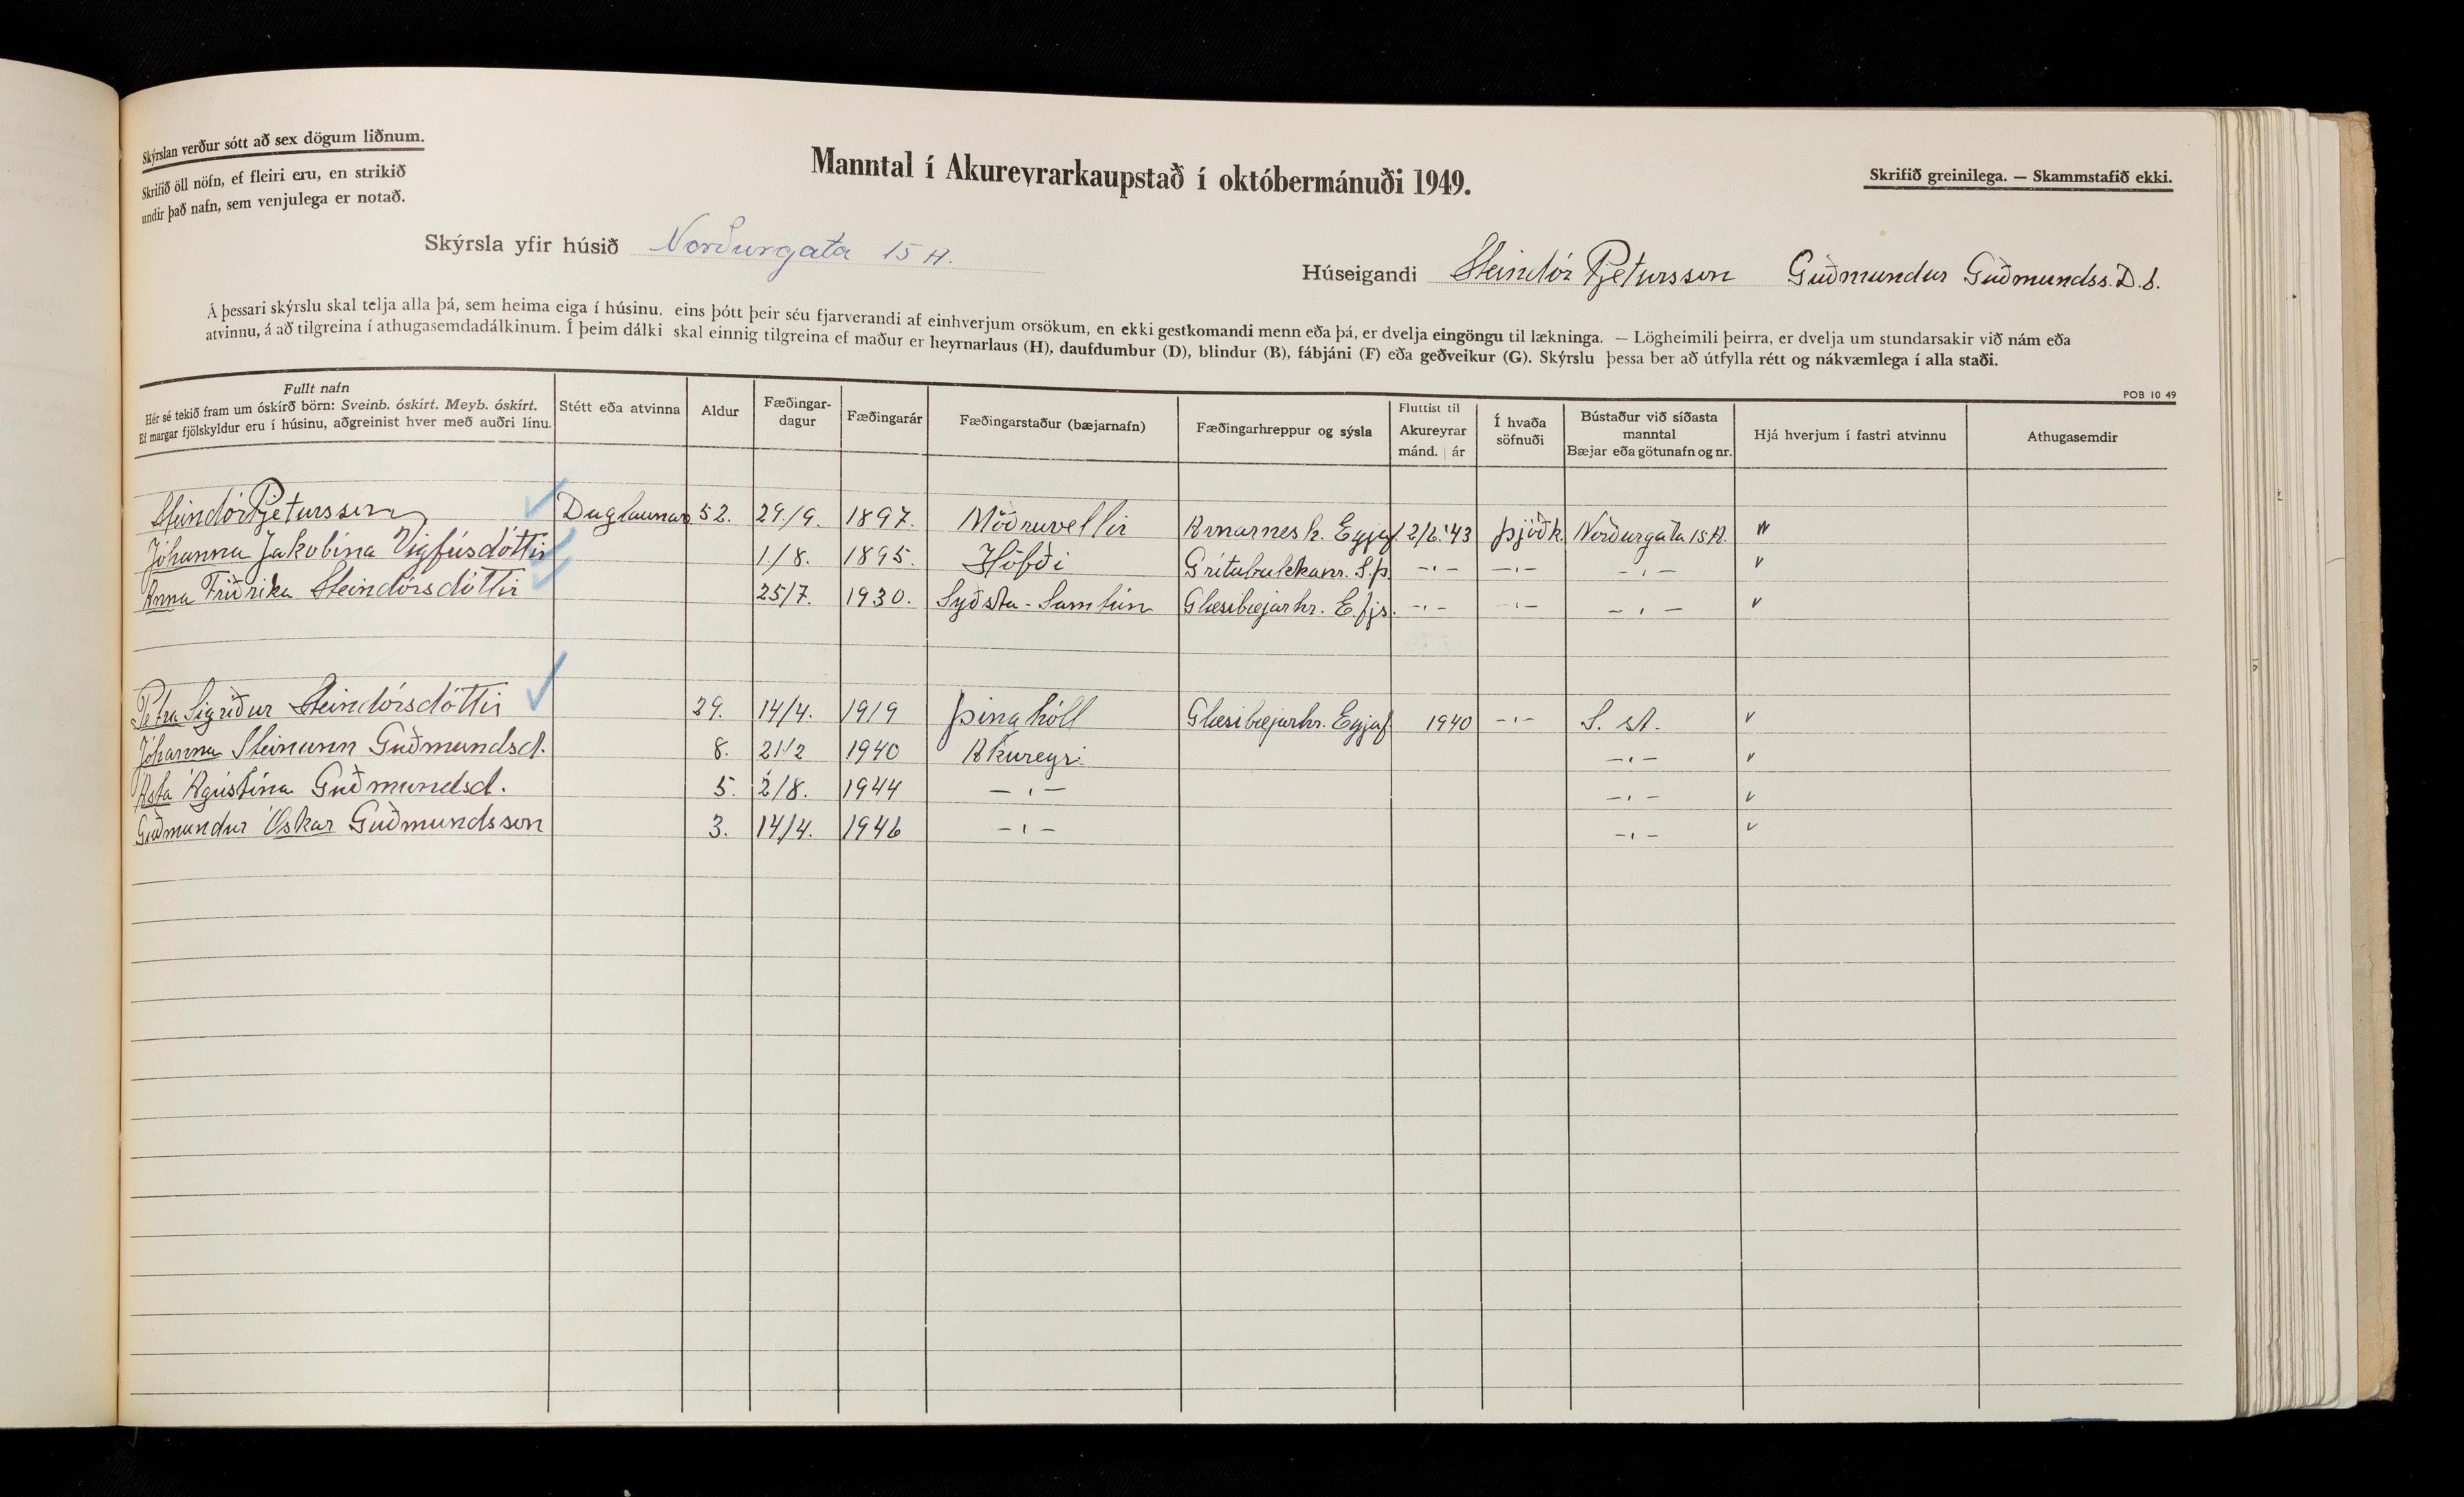 Skýrslan verður sótt að sex dögum liðnum.
Skrifið öll nöfn, ef fleiri eru, en strikið
undir það nafn, sem venjulega er notað.
Manntal í Akureyrarkaupstað í októbermánuði 1949.
Skrifið greinilega. — Skammstafið ekki.
Skýrsla yfir húsið Norðurgata 15 A.
Húseigandi Steindór Pjetursson Guðmundur Guðmundss. D. b.
Á þessari skýrslu skal telja alla þá, sem heima eiga í húsinu, eins þótt þeir séu fjarverandi af einhverjum orsökum, en ekki gestkomandi menn eða þá, er dvelja eingöngu til lækninga. — Lögheimili þeirra, er dvelja um stundarsakir við nám eða
atvinnu, á að tilgreina í athugasemdadálkinum. Í þeim dálki skal einnig tilgreina ef maður er heyrnarlaus (H), daufdumbur (D), blindur (B), fábjáni (F) eða geðveikur (G). Skýrslu þessa ber að útfylla rétt og nákvæmlega í alla staði.
POB 10 49
Fullt nafn
Hér sé tekið fram um óskírð börn: Sveinb. óskírt. Meyb. óskírt.
Ef margar fjölskyldur eru í húsinu, aðgreinist hver með auðri línu.
Stétt eða atvinna
Aldur
Fæðingar-
dagur
Fæðingarár
Fæðingarstaður (bæjarnafn)
Fæðingarhreppur og sýsla
Fluttist til
Akureyrar
mánd. | ár
Í hvaða
söfnuði
Bústaður við síðasta
manntal
Bæjar eða götunafn og nr.
Hjá hverjum í fastri atvinnu
Athugasemdir
Steindór Pjetursson Daglaunar. 52. 29/9. 1897. Möðruvellir Arnarnesh. Eyjaf. 2/6.'43 Þjóðk. Norðurgata 15 A. "
Jóhanna Jakobína Vigfúsdóttir 1/8. 1895. Höfði Grítubakkahr. S.þ. -"- -"- -"- "
Anna Friðrika Steindórsdóttir 25/7. 1930. Syðsta-Samtún Glæsibæjarhr. E.fjs. -"- -"- -"- "
Petra Sigríður Steindórsdóttir 29. 14/4. 1919 Þinghóll Glæsibæjarhr. Eyjaf. 1940 -"- S. st. "
Jóhanna Steinunn Guðmundsd. 8. 21/2 1940 Akureyri -"- "
Ásta Ágústína Guðmundsd. 5. 2/8. 1944 -"- -"- "
Guðmundur Óskar Guðmundsson 3. 14/4. 1946 -"- -"- "